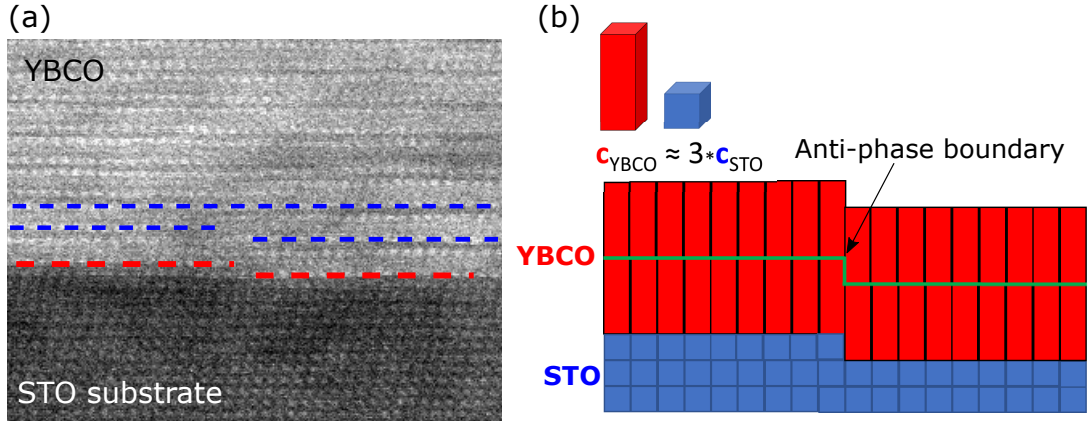 (a)
YBCO
STO substrate
(b)
cYBCO ≈ 3*cSTO
Anti-phase boundary
YBCO
STO